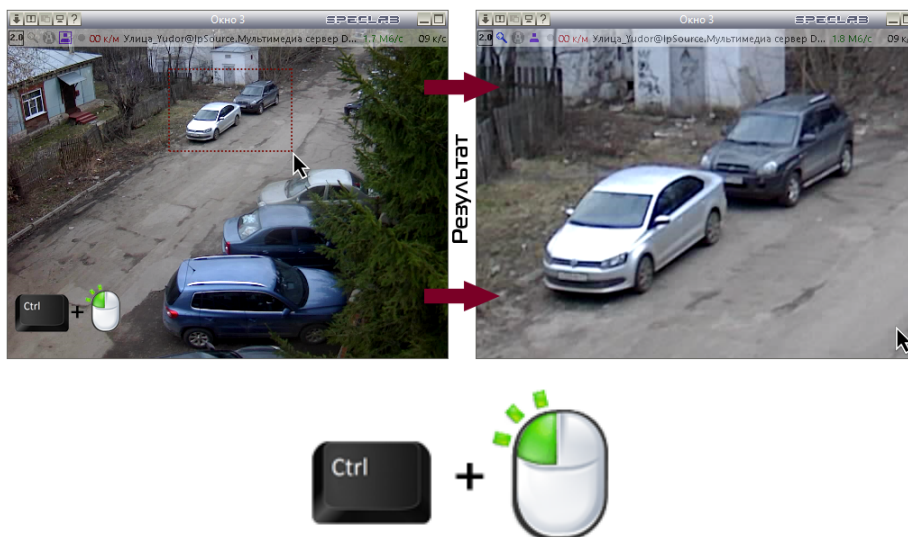 Окно 3 SPECLAB
2.0 00 к/м Улица_Yudor@IpSource.Мультимедиа сервер D... 1.7 Мб/с 09 к/с
Ctrl +
Результат
Окно 3 SPECLAB
2.0 00 к/м Улица_Yudor@IpSource.Мультимедиа сервер D... 1.8 Мб/с 09 к/
Ctrl +